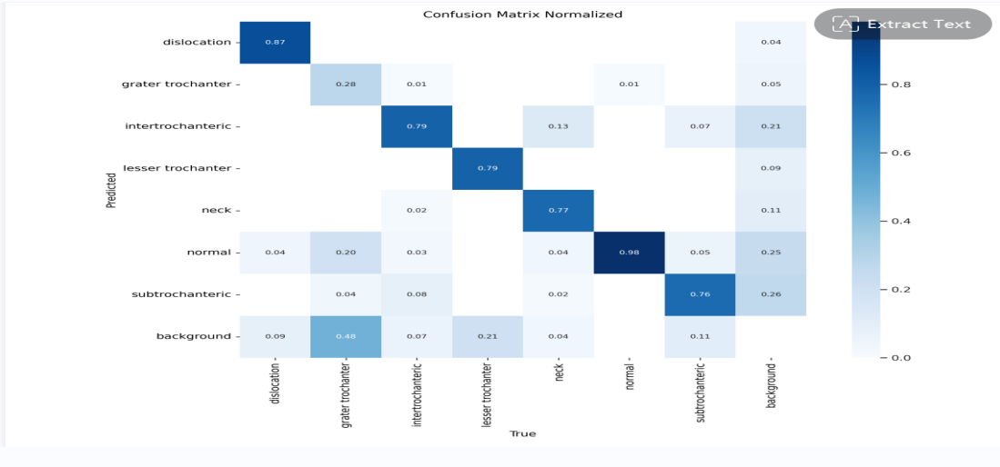 Confusion Matrix Normalized
Extract Text
dislocation - 0.87 0.04
grater trochanter - 0.28 0.01 0.01 0.05 - 0.8
intertrochanteric - 0.79 0.13 0.07 0.21
- 0.6
lesser trochanter - 0.79 0.09
Predicted
neck - 0.02 0.77 0.11 - 0.4
normal - 0.04 0.20 0.03 0.04 0.98 0.05 0.25
- 0.2
subtrochanteric - 0.04 0.08 0.02 0.76 0.26
background - 0.09 0.48 0.07 0.21 0.04 0.11
- 0.0
dislocation - grater trochanter - intertrochanteric - lesser trochanter - neck - normal - subtrochanteric - background -
True